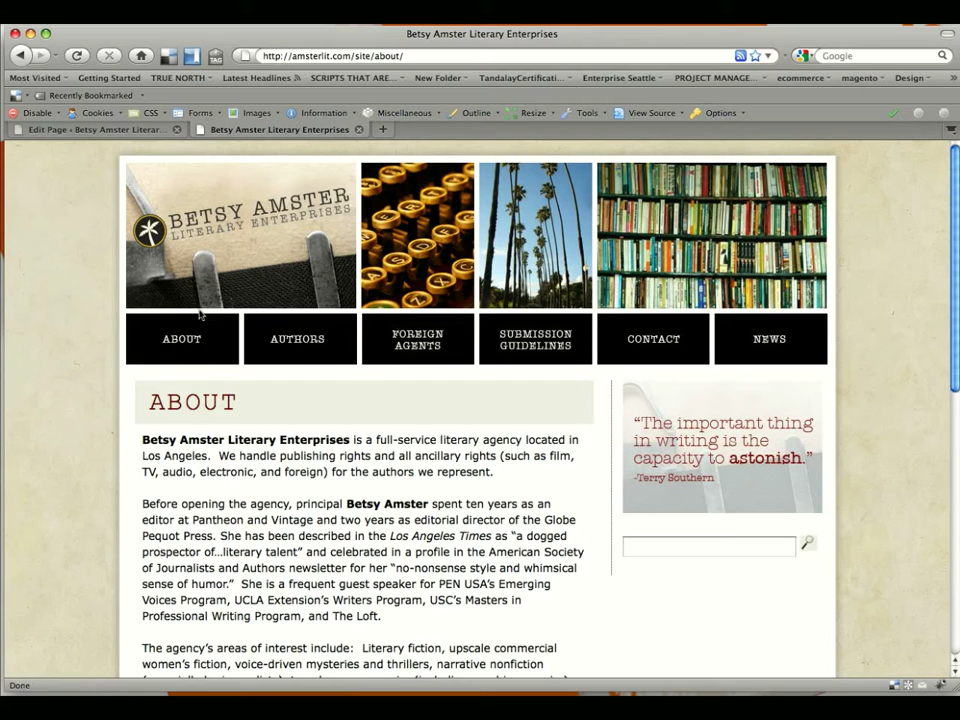 Betsy Amster Literary Enterprises
http://amsterlit.com/site/about/
Google
Most Visited
Getting Started
TRUE NORTH
Latest Headlines
SCRIPTS THAT ARE...
New Folder
TandalayCertificati...
Enterprise Seattle
PROJECT MANAGE...
ecommerce
magento
Design
Recently Bookmarked
Disable
Cookies
CSS
Forms
Images
Information
Miscellaneous
Outline
Resize
Tools
View Source
Options
Edit Page ‹ Betsy Amster Literar...
Betsy Amster Literary Enterprises
BETSY AMSTER
LITERARY ENTERPRISES
ABOUT
AUTHORS
FOREIGN
AGENTS
SUBMISSION
GUIDELINES
CONTACT
NEWS
ABOUT
Betsy Amster Literary Enterprises is a full-service literary agency located in
Los Angeles. We handle publishing rights and all ancillary rights (such as film,
TV, audio, electronic, and foreign) for the authors we represent.
Before opening the agency, principal Betsy Amster spent ten years as an
editor at Pantheon and Vintage and two years as editorial director of the Globe
Pequot Press. She has been described in the Los Angeles Times as “a dogged
prospector of…literary talent” and celebrated in a profile in the American Society
of Journalists and Authors newsletter for her “no-nonsense style and whimsical
sense of humor.” She is a frequent guest speaker for PEN USA’s Emerging
Voices Program, UCLA Extension’s Writers Program, USC’s Masters in
Professional Writing Program, and The Loft.
The agency’s areas of interest include: Literary fiction, upscale commercial
women’s fiction, voice-driven mysteries and thrillers, narrative nonfiction
“The important thing
in writing is the
capacity to astonish.”
-Terry Southern
Done